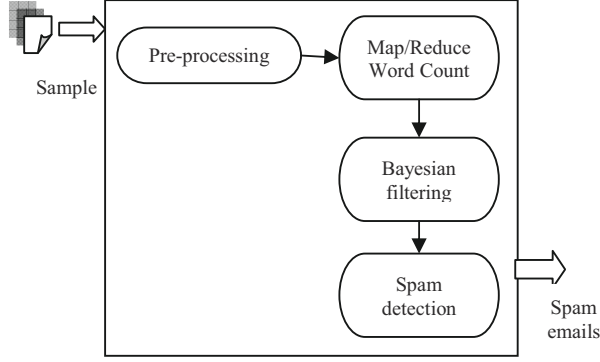 Sample
Pre-processing
Map/Reduce
Word Count
Bayesian
filtering
Spam
detection
Spam
emails